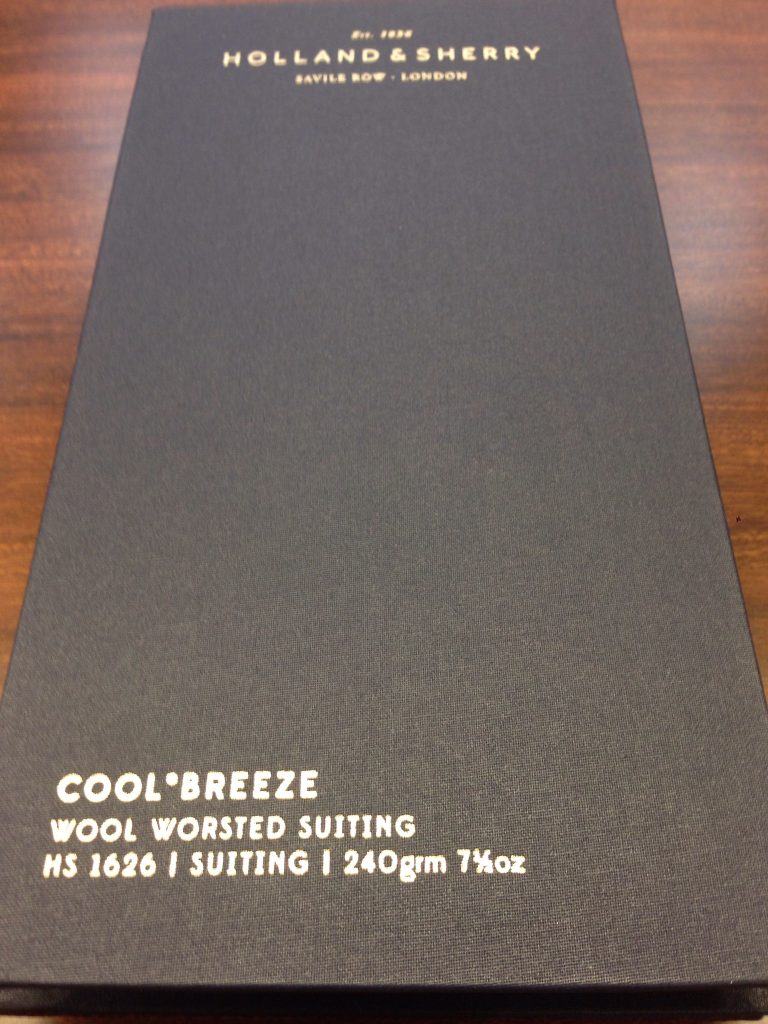 Est. 1836
HOLLAND & SHERRY
SAVILE ROW · LONDON
COOL°BREEZE
WOOL WORSTED SUITING
HS 1626 | SUITING | 240grm 7½oz